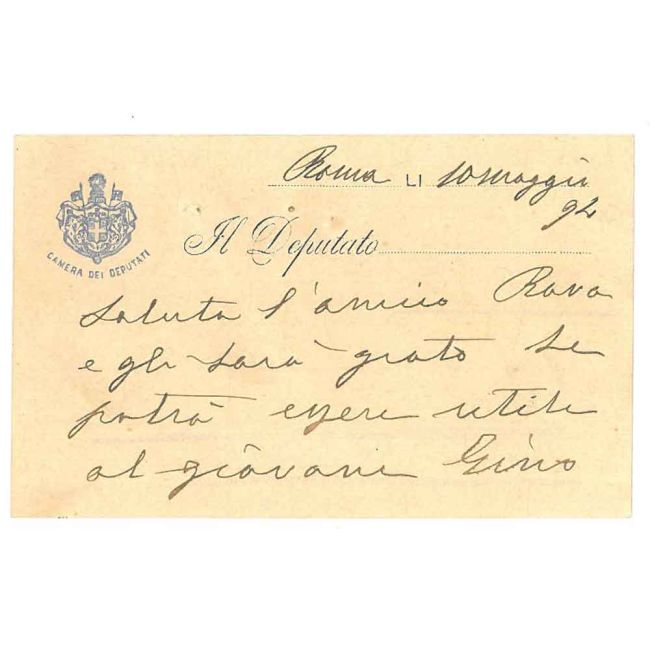 Roma LI 10 maggio
94
CAMERA DEI DEPUTATI
Il Deputato
saluta l'amico Rava
e gli sarà grato se
potrà essere utile
al giovane Gino